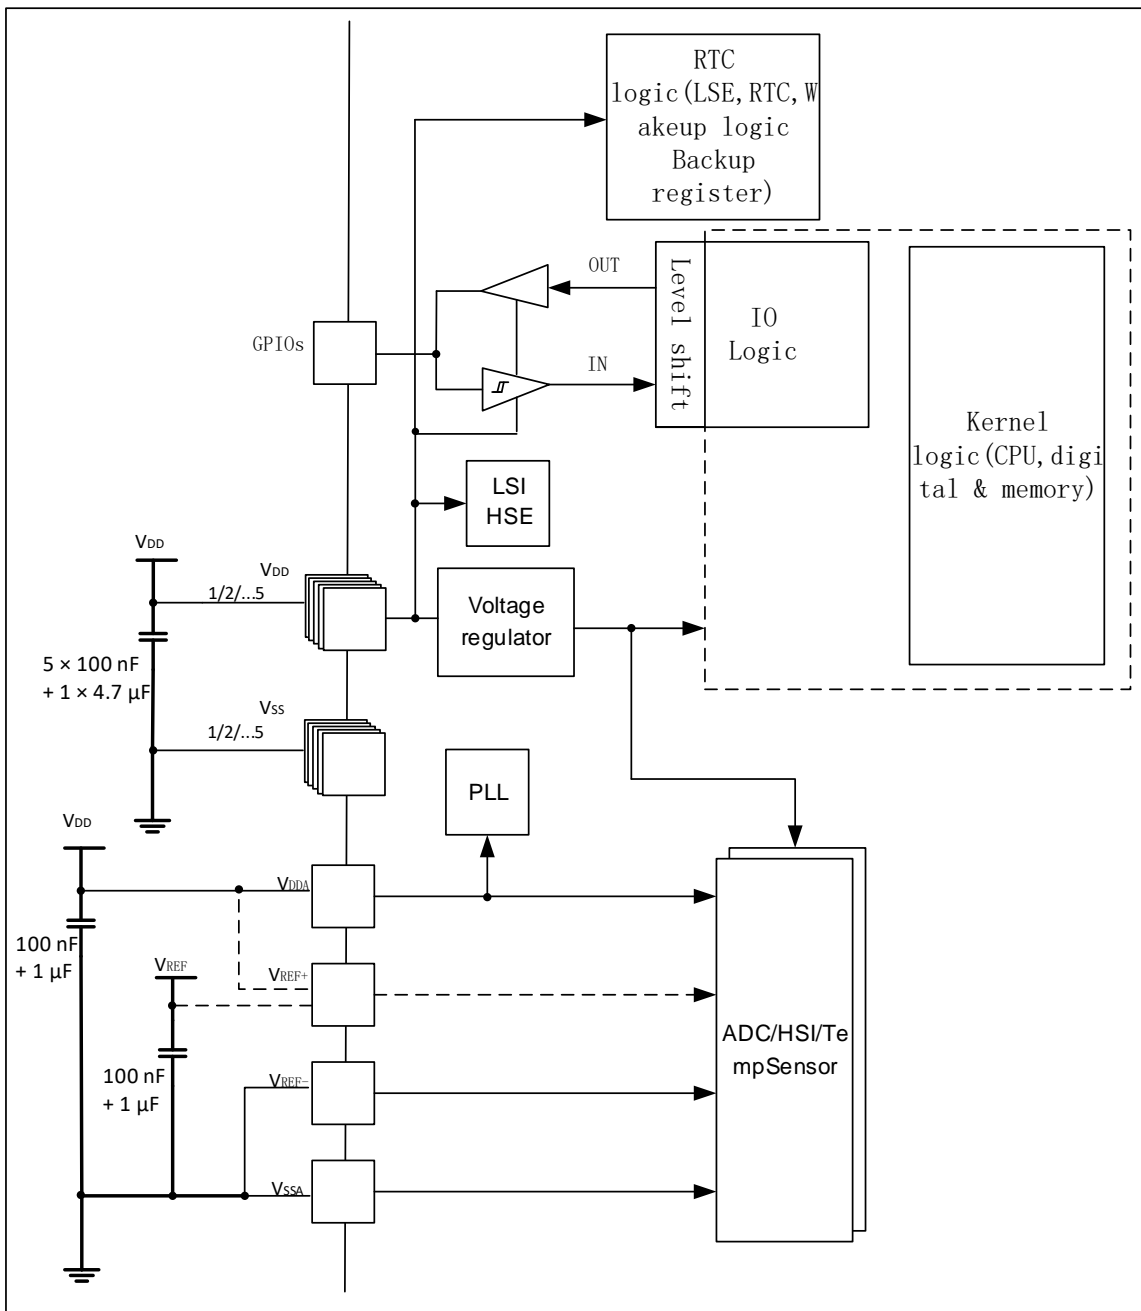 RTC
logic(LSE,RTC,W
akeup logic
Backup
register)
OUT
Level shift
IO
Logic
GPIOs
IN
Kernel
logic(CPU,digi
tal & memory)
LSI
HSE
VDD
VDD
1/2/...5
Voltage
regulator
5 × 100 nF
+ 1 × 4.7 µF
VSS
1/2/...5
PLL
VDD
VDDA
100 nF
+ 1 µF
VREF
VREF+
ADC/HSI/Te
mpSensor
100 nF
+ 1 µF
VREF-
VSSA